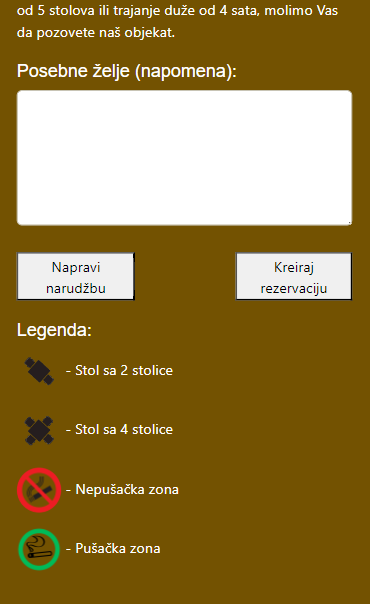 od 5 stolova ili trajanje duže od 4 sata, molimo Vas
da pozovete naš objekat.
Posebne želje (napomena):
Napravi
narudžbu
Kreiraj
rezervaciju
Legenda:
- Stol sa 2 stolice
- Stol sa 4 stolice
- Nepušačka zona
- Pušačka zona